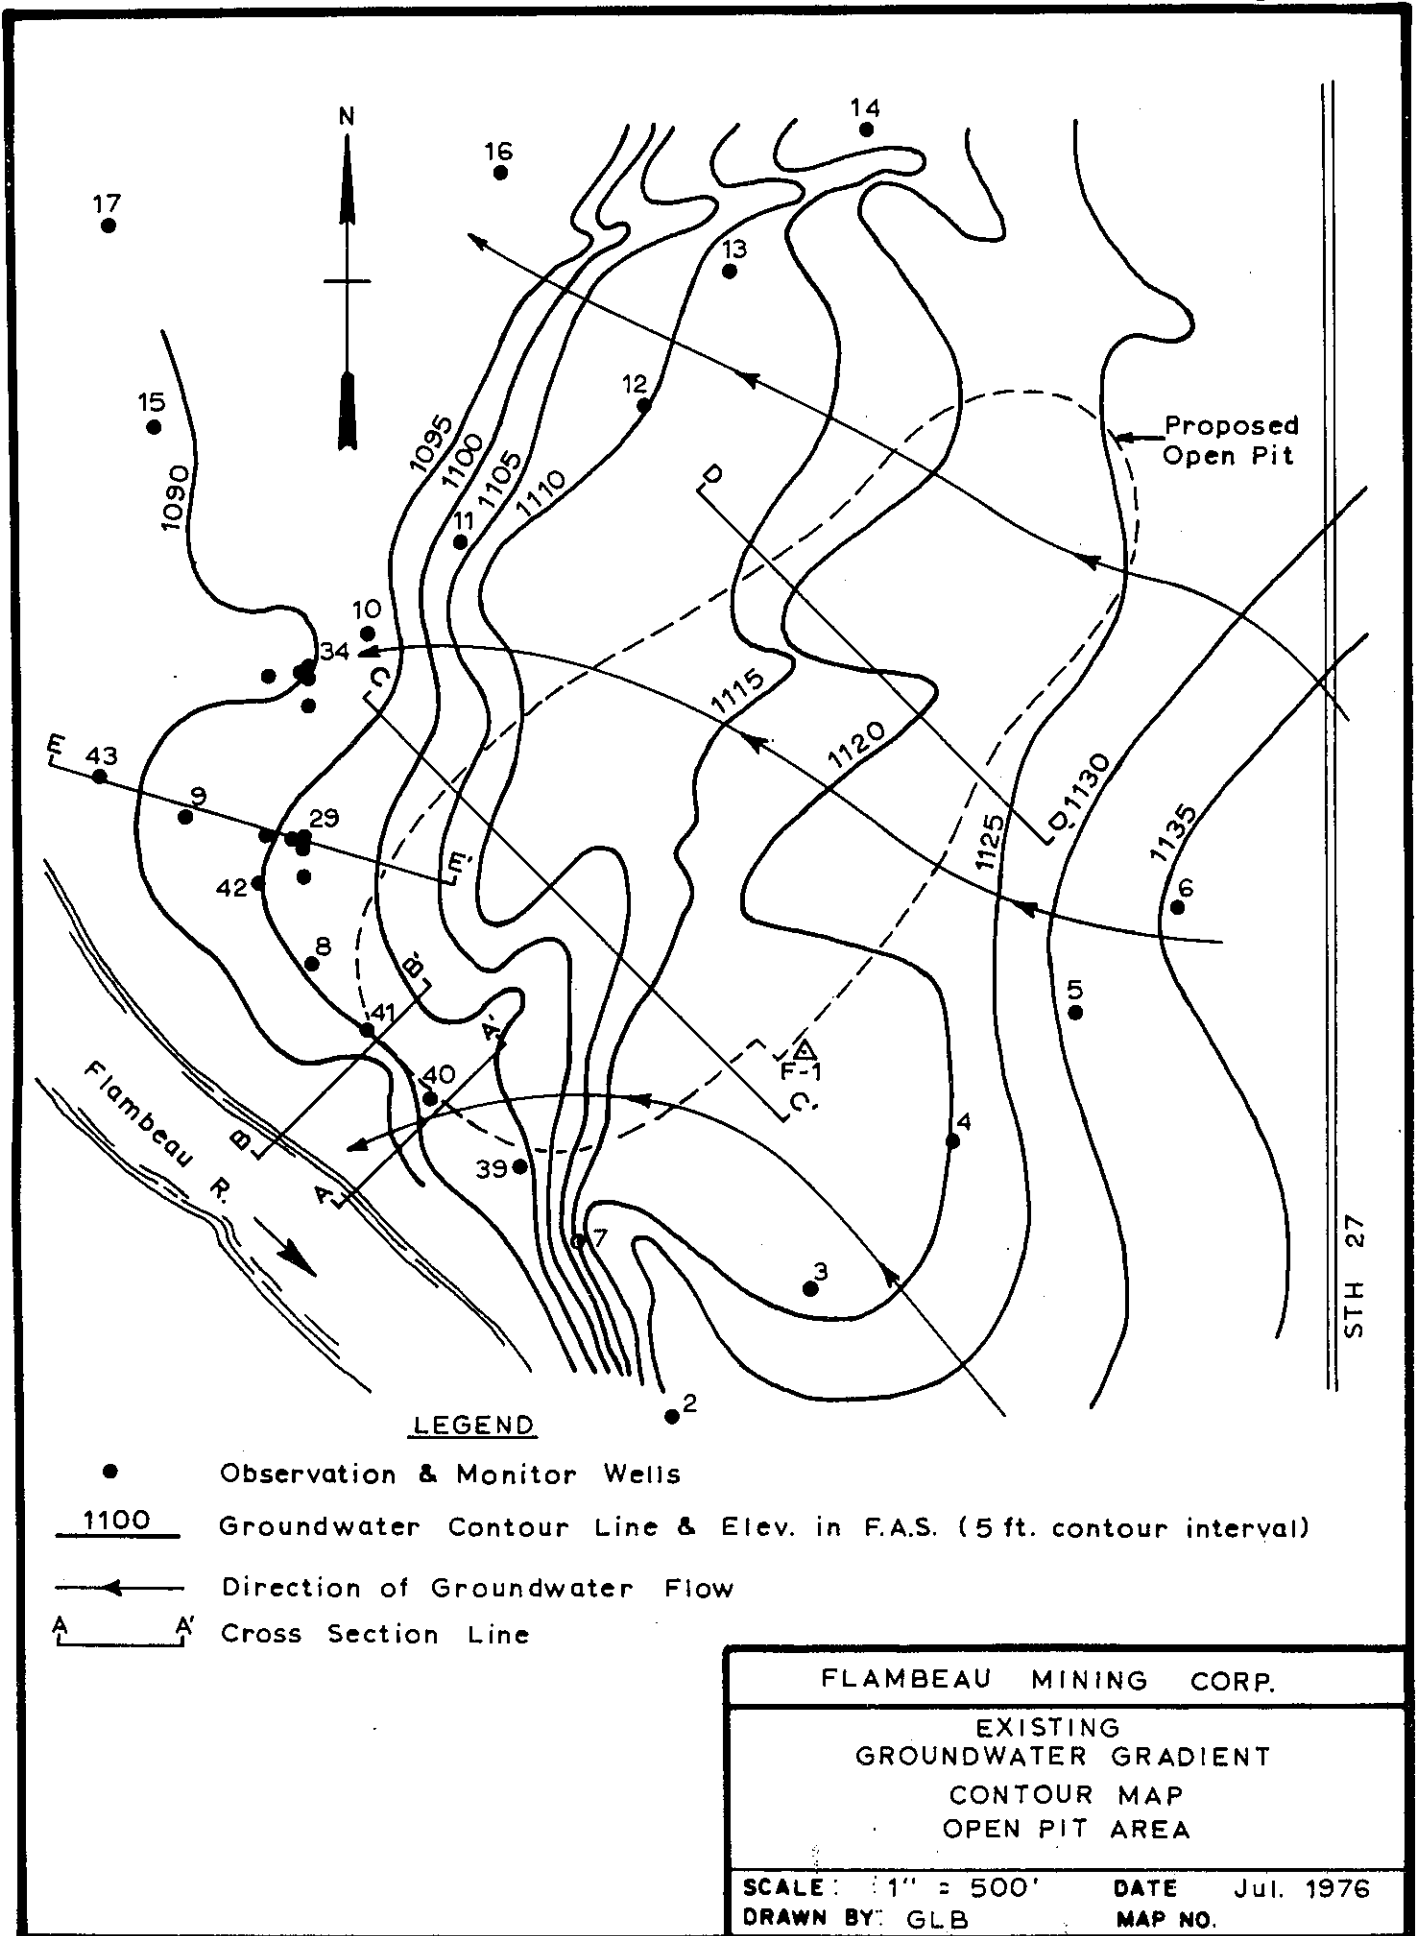 14
N
16
17
13
12
15
1095
1100
1105
1110
1090
11
D
Proposed
Open Pit
10
34
C
1115
1120
E
43
9
29
E'
42
1130
D'
1125
1135
6
8
B'
5
41
A'
F-1
40
C'
4
Flambeau R.
B
39
A
7
3
STH 27
2
LEGEND
Observation & Monitor Wells
1100 Groundwater Contour Line & Elev. in F.A.S. (5 ft. contour interval)
Direction of Groundwater Flow
A A' Cross Section Line
FLAMBEAU MINING CORP.
EXISTING
GROUNDWATER GRADIENT
CONTOUR MAP
OPEN PIT AREA
SCALE: 1" = 500' DATE Jul. 1976
DRAWN BY: GLB MAP NO.